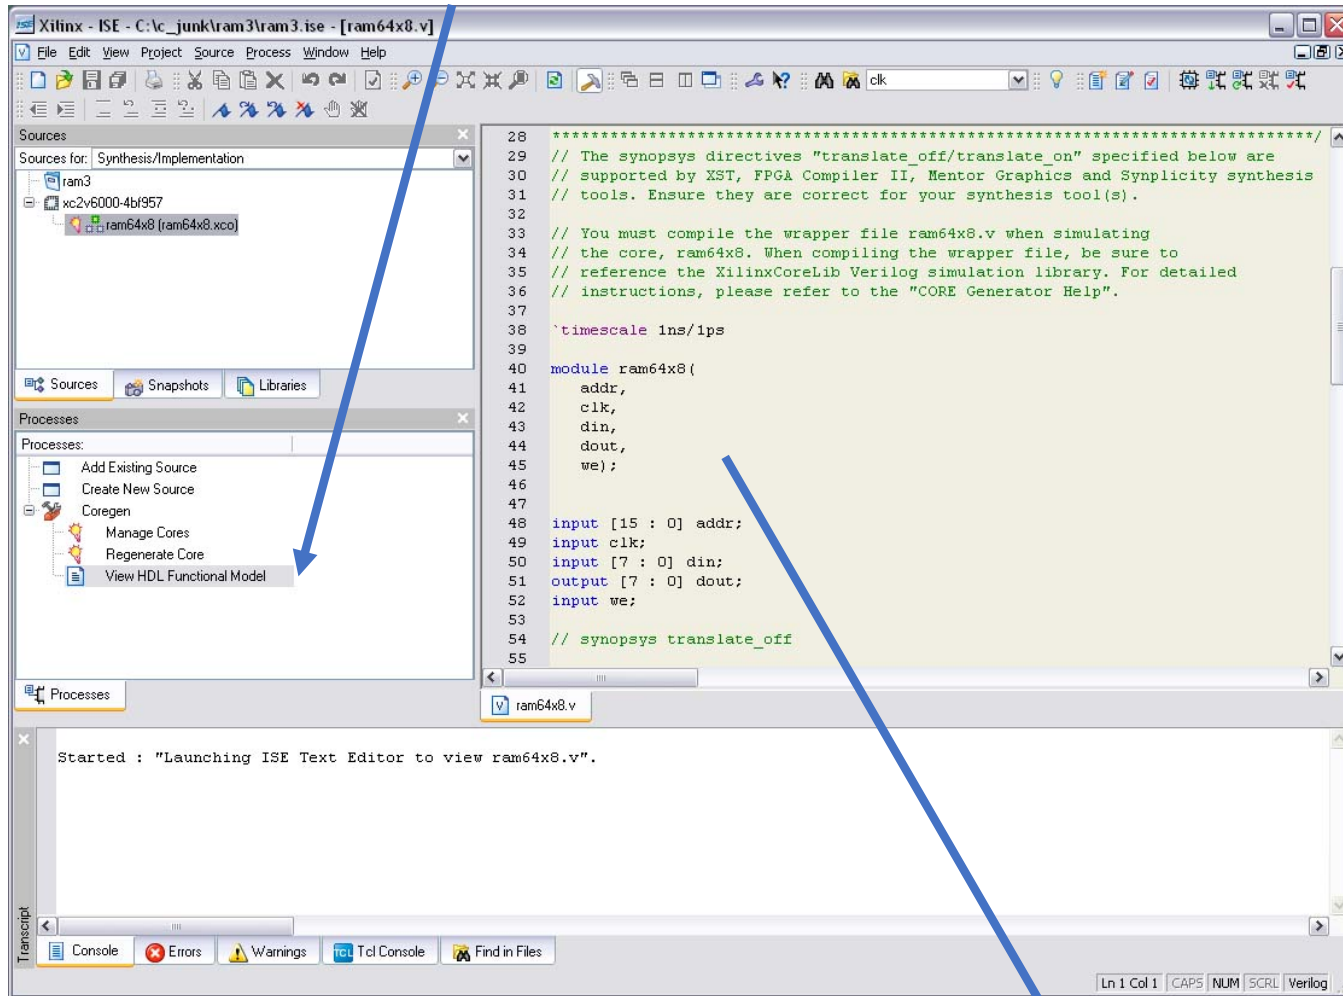 Xilinx - ISE - C:\c_junk\ram3\ram3.ise - [ram64x8.v]
File Edit View Project Source Process Window Help
clk
Sources
Sources for: Synthesis/Implementation
ram3
xc2v6000-4bf957
ram64x8 (ram64x8.xco)
Sources Snapshots Libraries
Processes
Processes:
Add Existing Source
Create New Source
Coregen
Manage Cores
Regenerate Core
View HDL Functional Model
Processes
28 ********************************************************************************/
29 // The synopsys directives "translate_off/translate_on" specified below are
30 // supported by XST, FPGA Compiler II, Mentor Graphics and Synplicity synthesis
31 // tools. Ensure they are correct for your synthesis tool(s).
32
33 // You must compile the wrapper file ram64x8.v when simulating
34 // the core, ram64x8. When compiling the wrapper file, be sure to
35 // reference the XilinxCoreLib Verilog simulation library. For detailed
36 // instructions, please refer to the "CORE Generator Help".
37
38 `timescale 1ns/1ps
39
40 module ram64x8(
41 addr,
42 clk,
43 din,
44 dout,
45 we);
46
47
48 input [15 : 0] addr;
49 input clk;
50 input [7 : 0] din;
51 output [7 : 0] dout;
52 input we;
53
54 // synopsys translate_off
55
ram64x8.v
Started : "Launching ISE Text Editor to view ram64x8.v".
Transcript
Console Errors Warnings Tcl Console Find in Files
Ln 1 Col 1 CAPS NUM SCRL Verilog